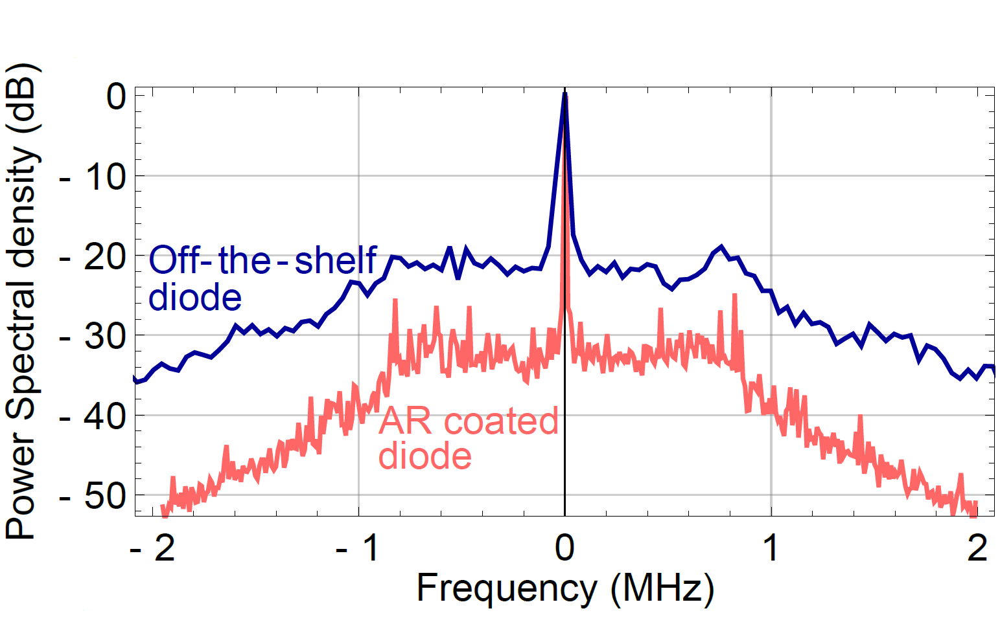 Power Spectral density (dB)
0
- 10
- 20
- 30
- 40
- 50
Off-the-shelf
diode
AR coated
diode
- 2
- 1
0
1
2
Frequency (MHz)